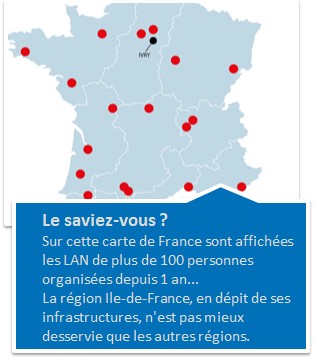 IVRY
Le saviez-vous ?
Sur cette carte de France sont affichées
les LAN de plus de 100 personnes
organisées depuis 1 an...
La région Ile-de-France, en dépit de ses
infrastructures, n'est pas mieux
desservie que les autres régions.